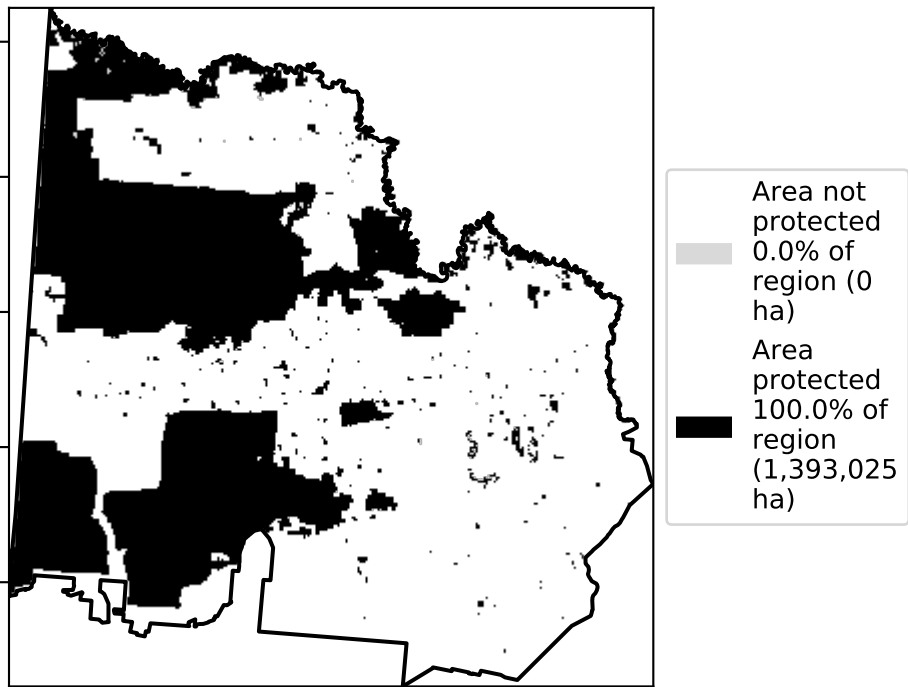 Area not
protected
0.0% of
region (0
ha)
Area
protected
100.0% of
region
(1,393,025
ha)